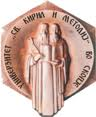 УНИВЕРЗИТЕТ "СВ. КИРИЛ И МЕТОДИЈ" ВО СКОПЈЕ